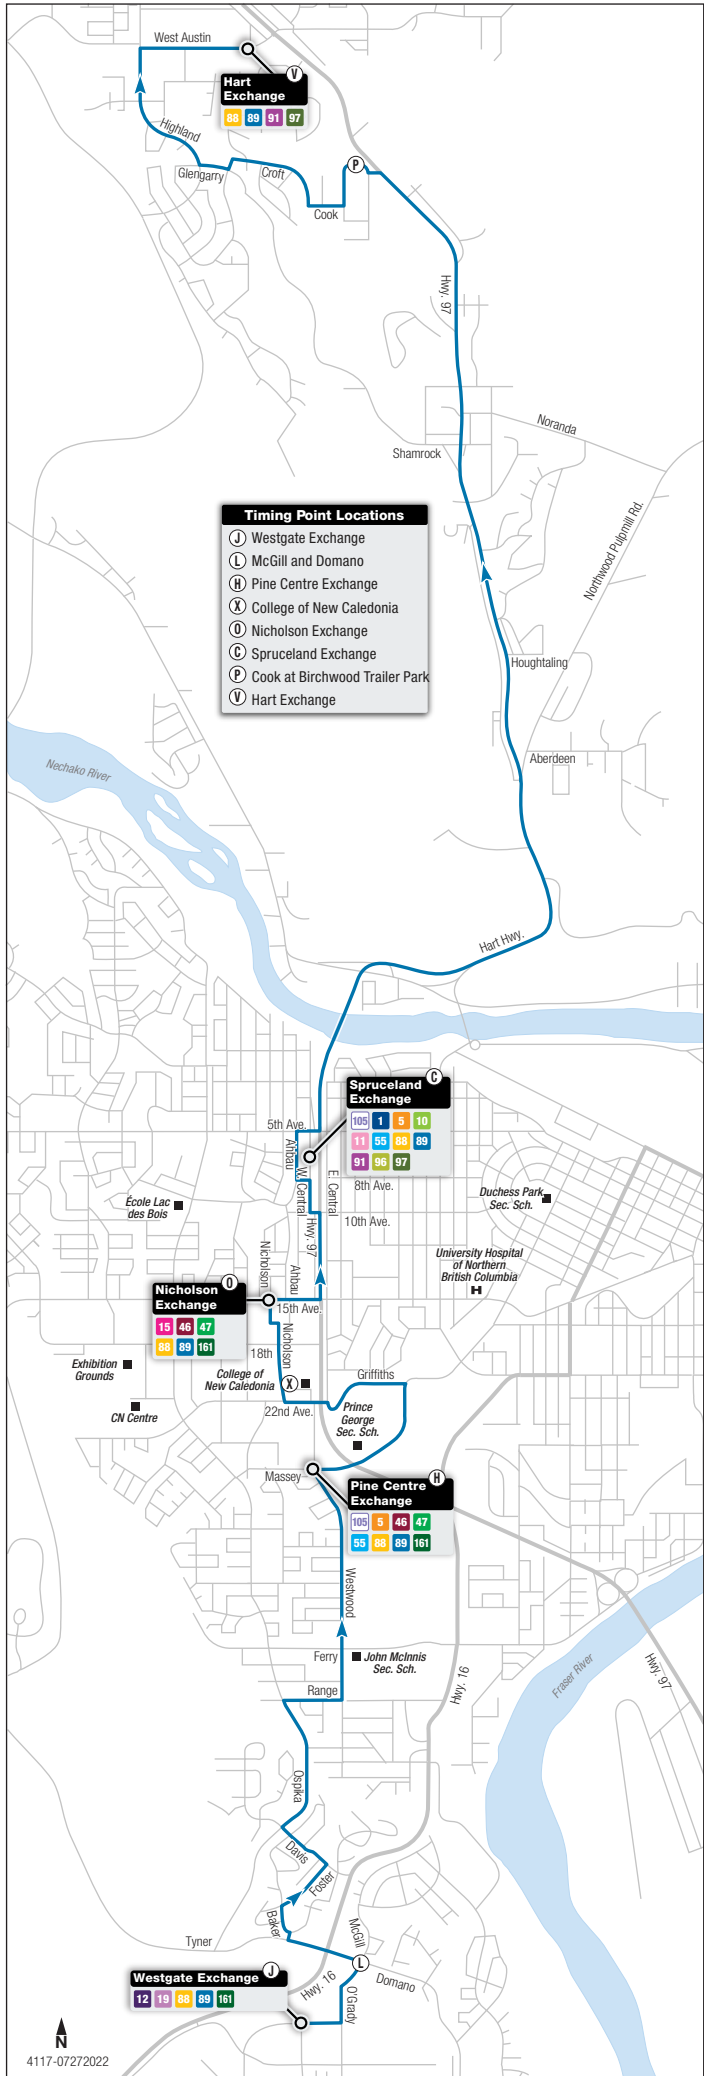 West Austin
V
Hart
Exchange
88 89 91 97
Highland
Glengarry
Croft
P
Cook
Hwy. 97
Noranda
Shamrock
Northwood Pulpmill Rd.
Timing Point Locations
J Westgate Exchange
L McGill and Domano
H Pine Centre Exchange
X College of New Caledonia
O Nicholson Exchange
C Spruceland Exchange
P Cook at Birchwood Trailer Park
V Hart Exchange
Houghtaling
Aberdeen
Nechako River
Hart Hwy.
C
Spruceland
Exchange
105 1 5 10
11 55 88 89
91 96 97
5th Ave.
Ahbau
W. Central
E. Central
8th Ave.
École Lac
des Bois
Duchess Park
Sec. Sch.
10th Ave.
Hwy. 97
Nicholson
Ahbau
University Hospital
of Northern
British Columbia
H
O
Nicholson
Exchange
15 46 47
88 89 161
15th Ave.
18th
Nicholson
Exhibition
Grounds
College of
New Caledonia
X
Griffiths
CN Centre
22nd Ave.
Prince
George
Sec. Sch.
Massey
H
Pine Centre
Exchange
105 5 46 47
55 88 89 161
Westwood
Ferry
John McInnis
Sec. Sch.
Hwy. 16
Fraser River
Hwy. 97
Range
Ospika
Davis
Foster
Baker
Tyner
McGill
L
Domano
J
Westgate Exchange
12 19 88 89 161
Hwy. 16
O'Grady
N
4117-07272022